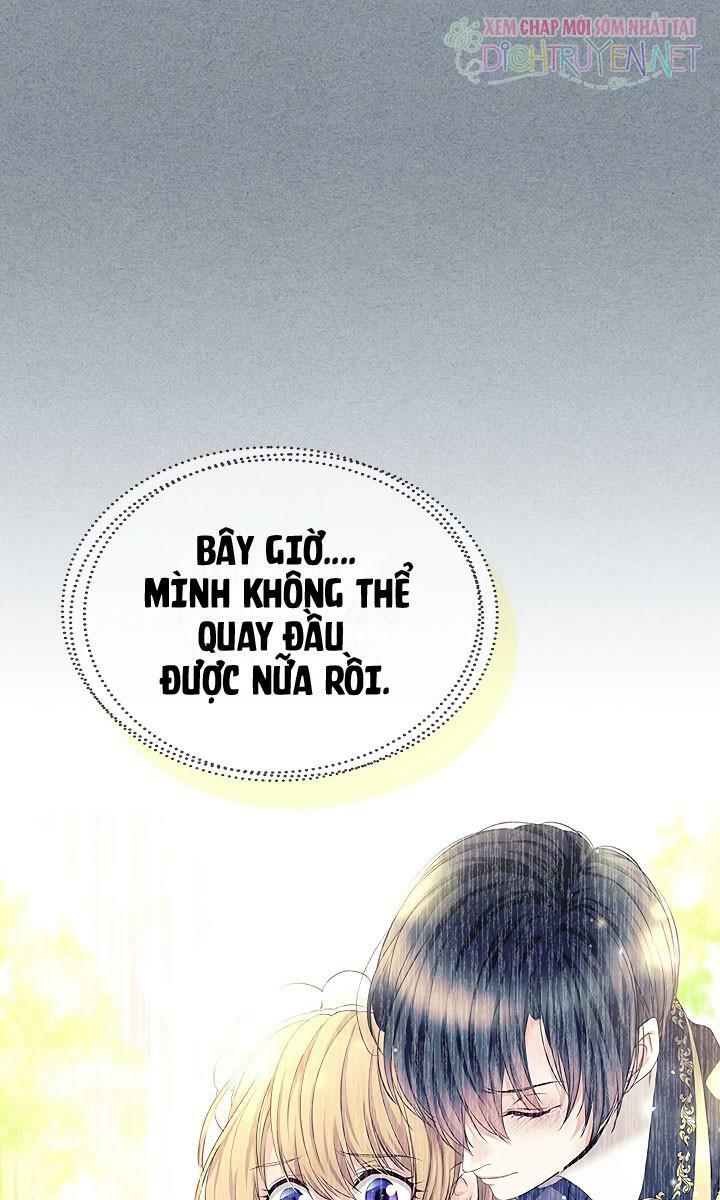 XEM CHAP MỚI SỚM NHẤT TẠI
DICHTRUYEN.NET
BÂY GIỜ....
MÌNH KHÔNG THỂ
QUAY ĐẦU
ĐƯỢC NỮA RỒI.